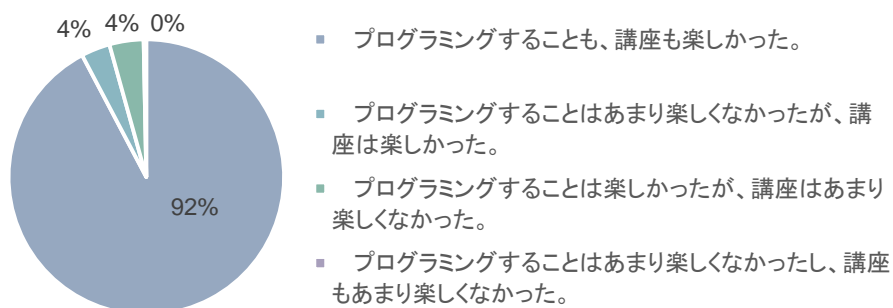 4% 4% 0%
92%
プログラミングすることも、講座も楽しかった。
プログラミングすることはあまり楽しくなかったが、講
座は楽しかった。
プログラミングすることは楽しかったが、講座はあまり
楽しくなかった。
プログラミングすることはあまり楽しくなかったし、講座
もあまり楽しくなかった。